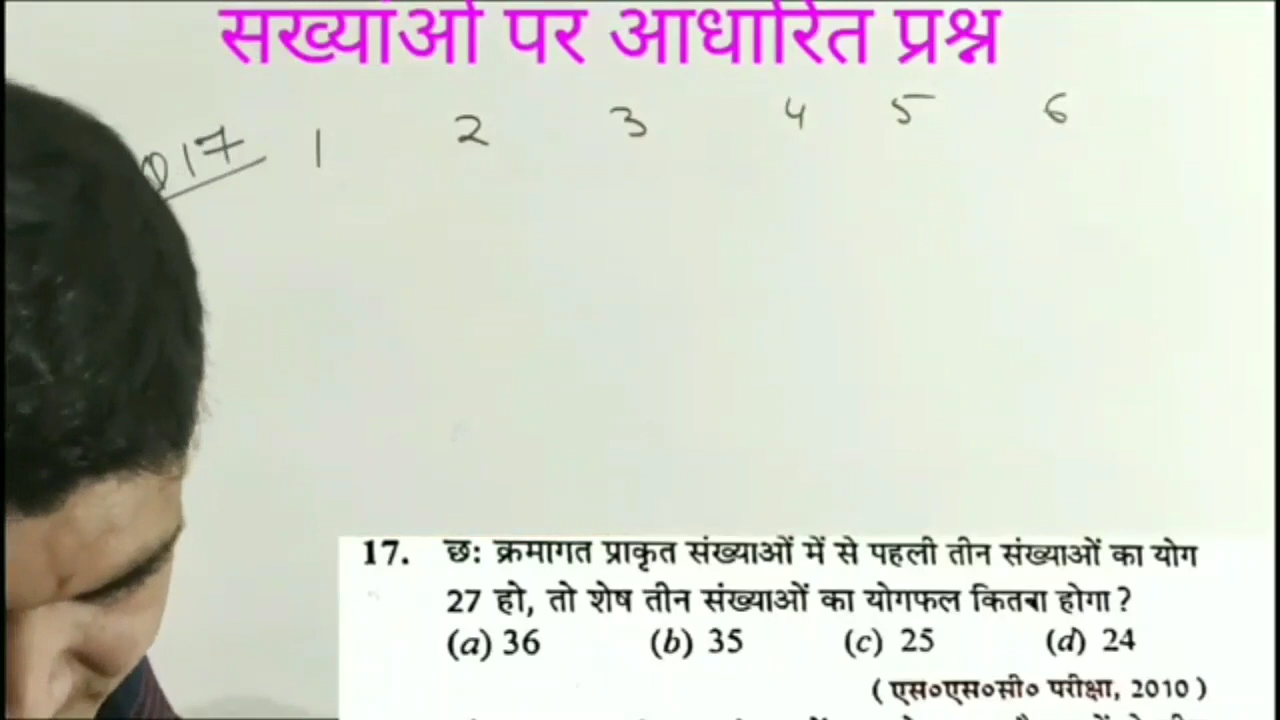 सख्याओं पर आधारित प्रश्न
Q17 1 2 3 4 5 6
17. छः क्रमागत प्राकृत संख्याओं में से पहली तीन संख्याओं का योग
27 हो, तो शेष तीन संख्याओं का योगफल कितना होगा ?
(a) 36 (b) 35 (c) 25 (d) 24
( एस०एस०सी० परीक्षा, 2010 )